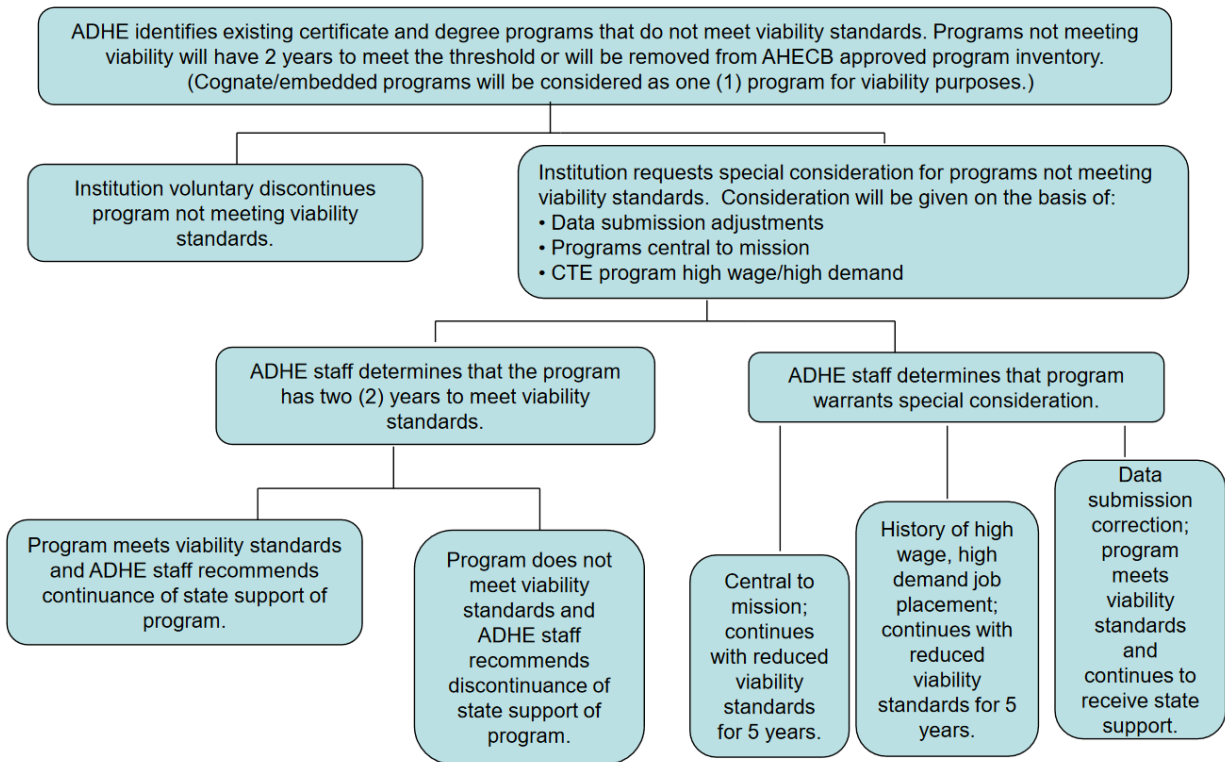 ADHE identifies existing certificate and degree programs that do not meet viability standards. Programs not meeting
viability will have 2 years to meet the threshold or will be removed from AHECB approved program inventory.
(Cognate/embedded programs will be considered as one (1) program for viability purposes.)
Institution voluntary discontinues
program not meeting viability
standards.
Institution requests special consideration for programs not meeting
viability standards.  Consideration will be given on the basis of:
• Data submission adjustments
• Programs central to mission
• CTE program high wage/high demand
ADHE staff determines that the program
has two (2) years to meet viability
standards.
ADHE staff determines that program
warrants special consideration.
Program meets viability standards
and ADHE staff recommends
continuance of state support of
program.
Program does not
meet viability
standards and
ADHE staff
recommends
discontinuance of
state support of
program.
Central to
mission;
continues
with reduced
viability
standards
for 5 years.
History of high
wage, high
demand job
placement;
continues with
reduced
viability
standards for 5
years.
Data
submission
correction;
program
meets
viability
standards
and
continues to
receive state
support.